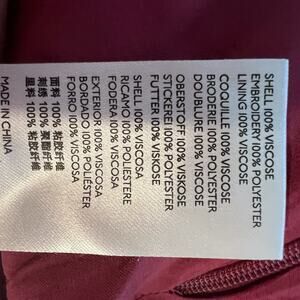 SHELL 100% VISCOSE
EMBROIDERY 100% POLYESTER
LINING 100% VISCOSE
COQUILLE 100% VISCOSE
BRODERIE 100% POLYESTER
DOUBLURE 100% VISCOSE
OBERSTOFF 100% VISKOSE
STICKEREI 100% POLYESTER
FUTTER 100% VISKOSE
SHELL 100% VISCOSA
RICAMO 100% POLIESTERE
FODERA 100% VISCOSA
EXTERIOR 100% VISCOSA
BORDADO 100% POLIÉSTER
FORRO 100% VISCOSA
面料 100% 粘胶纤维
刺绣 100% 聚酯纤维
里料 100% 粘胶纤维
MADE IN CHINA